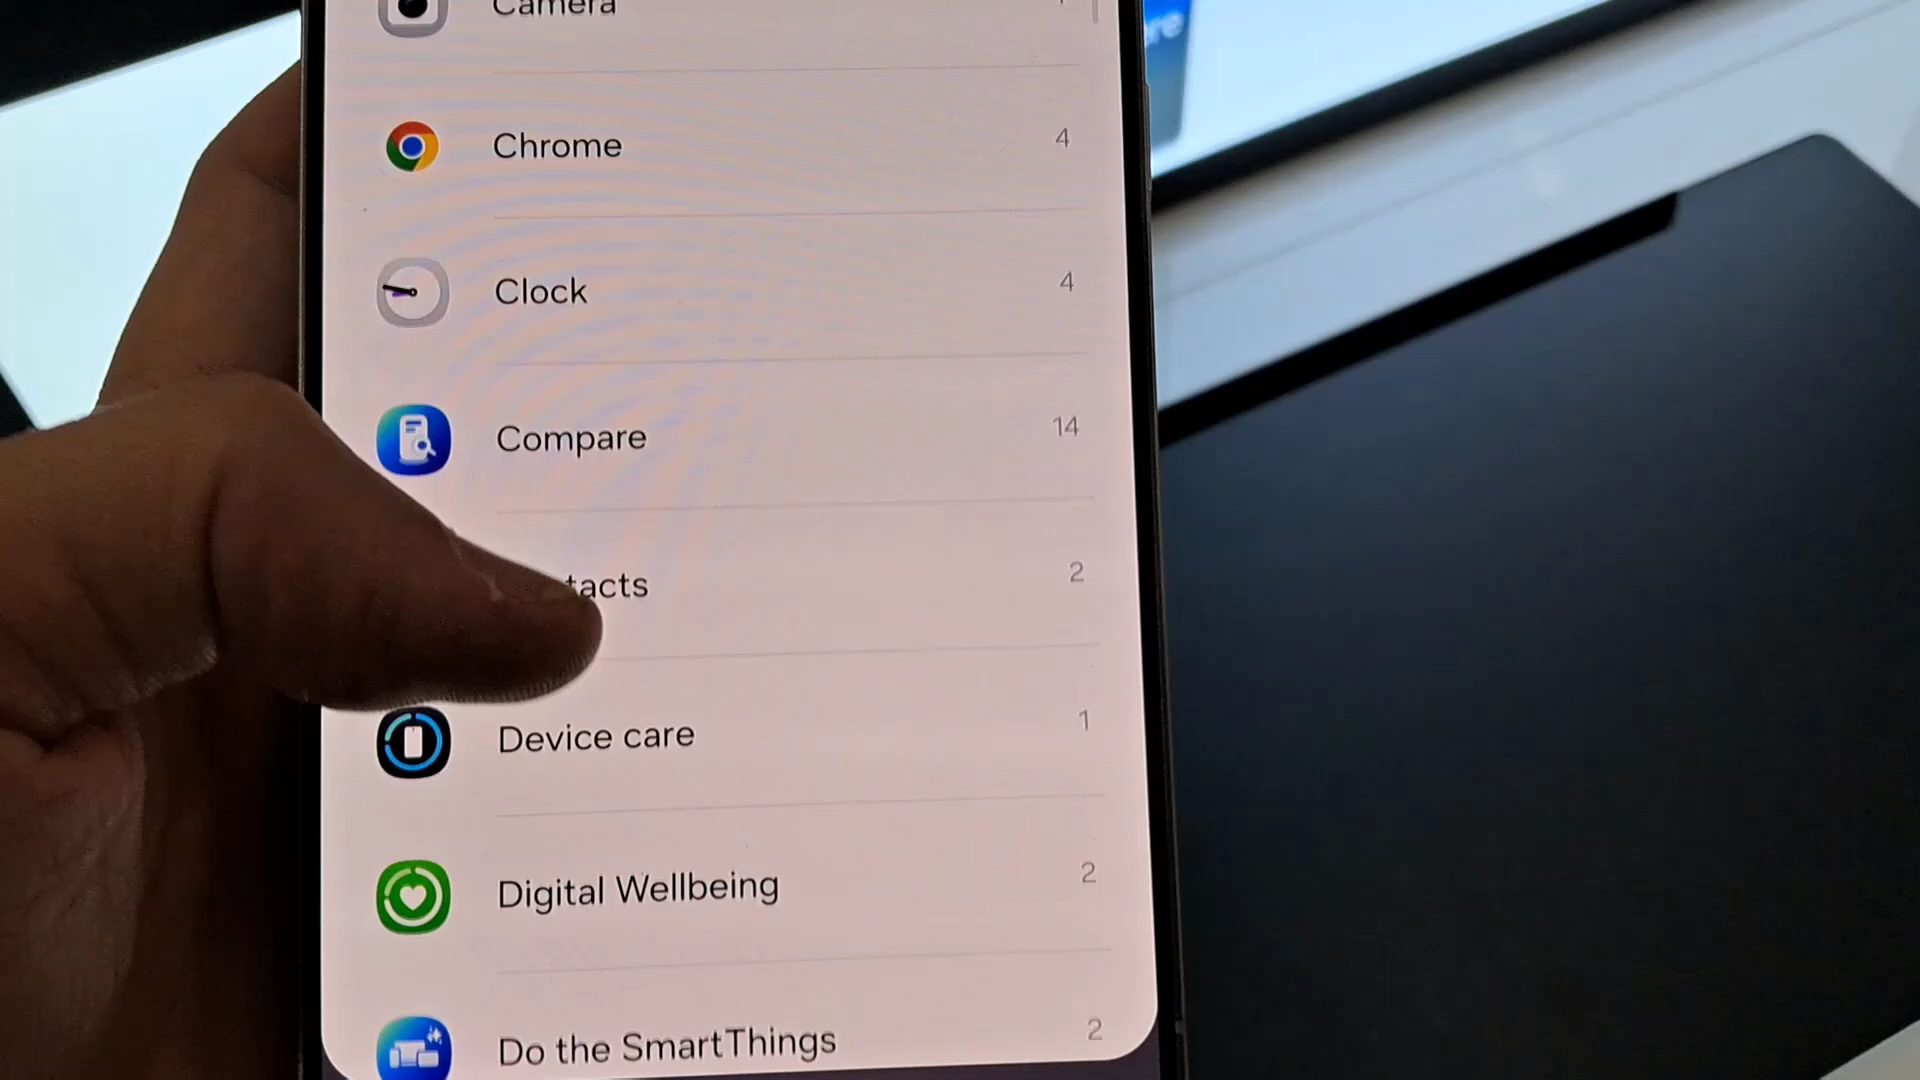 Camera
Chrome 4
Clock 4
Compare 14
tacts 2
Device care 1
Digital Wellbeing 2
Do the SmartThings 2